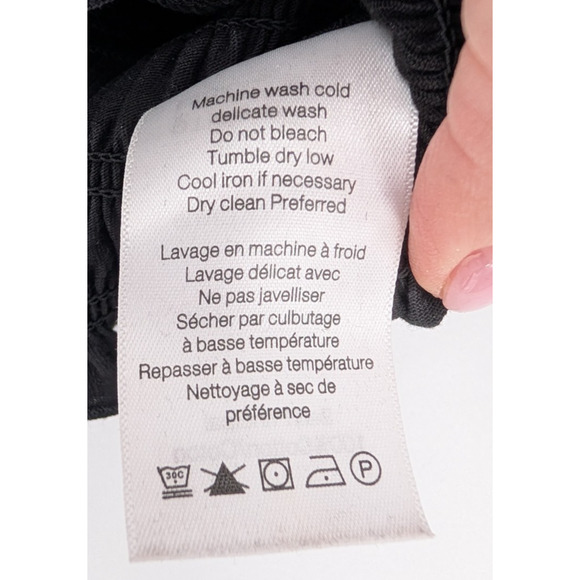 Machine wash cold
delicate wash
Do not bleach
Tumble dry low
Cool iron if necessary
Dry clean Preferred
Lavage en machine à froid
Lavage délicat avec
Ne pas javelliser
Sécher par culbutage
à basse température
Repasser à basse température
Nettoyage à sec de
préférence
30C P